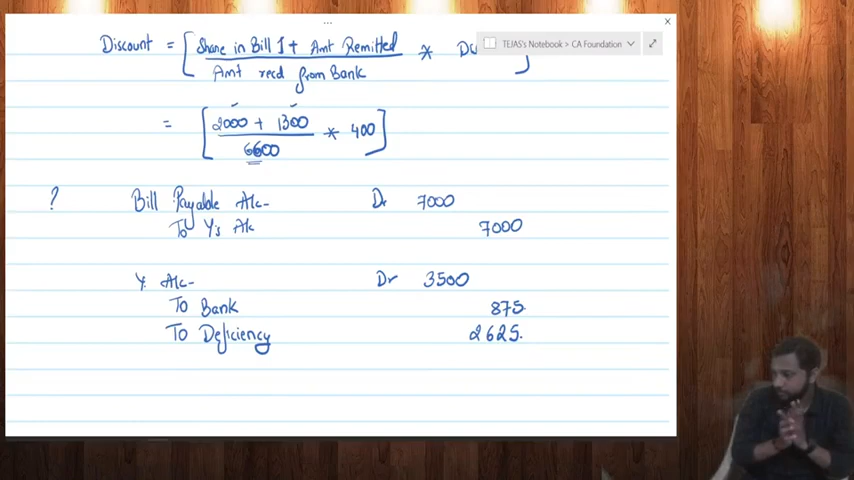 TEJAS's Notebook > CA Foundation
Discount = [ Share in Bill I + Amt Remitted * 
Amt recd from Bank ]
= [ 2000 + 1300 * 400 ]
6600
? Bill Payable A/c- Dr 7000
To Y's A/c 7000
Y. A/c- Dr 3500
To Bank 875
To Deficiency 2625.